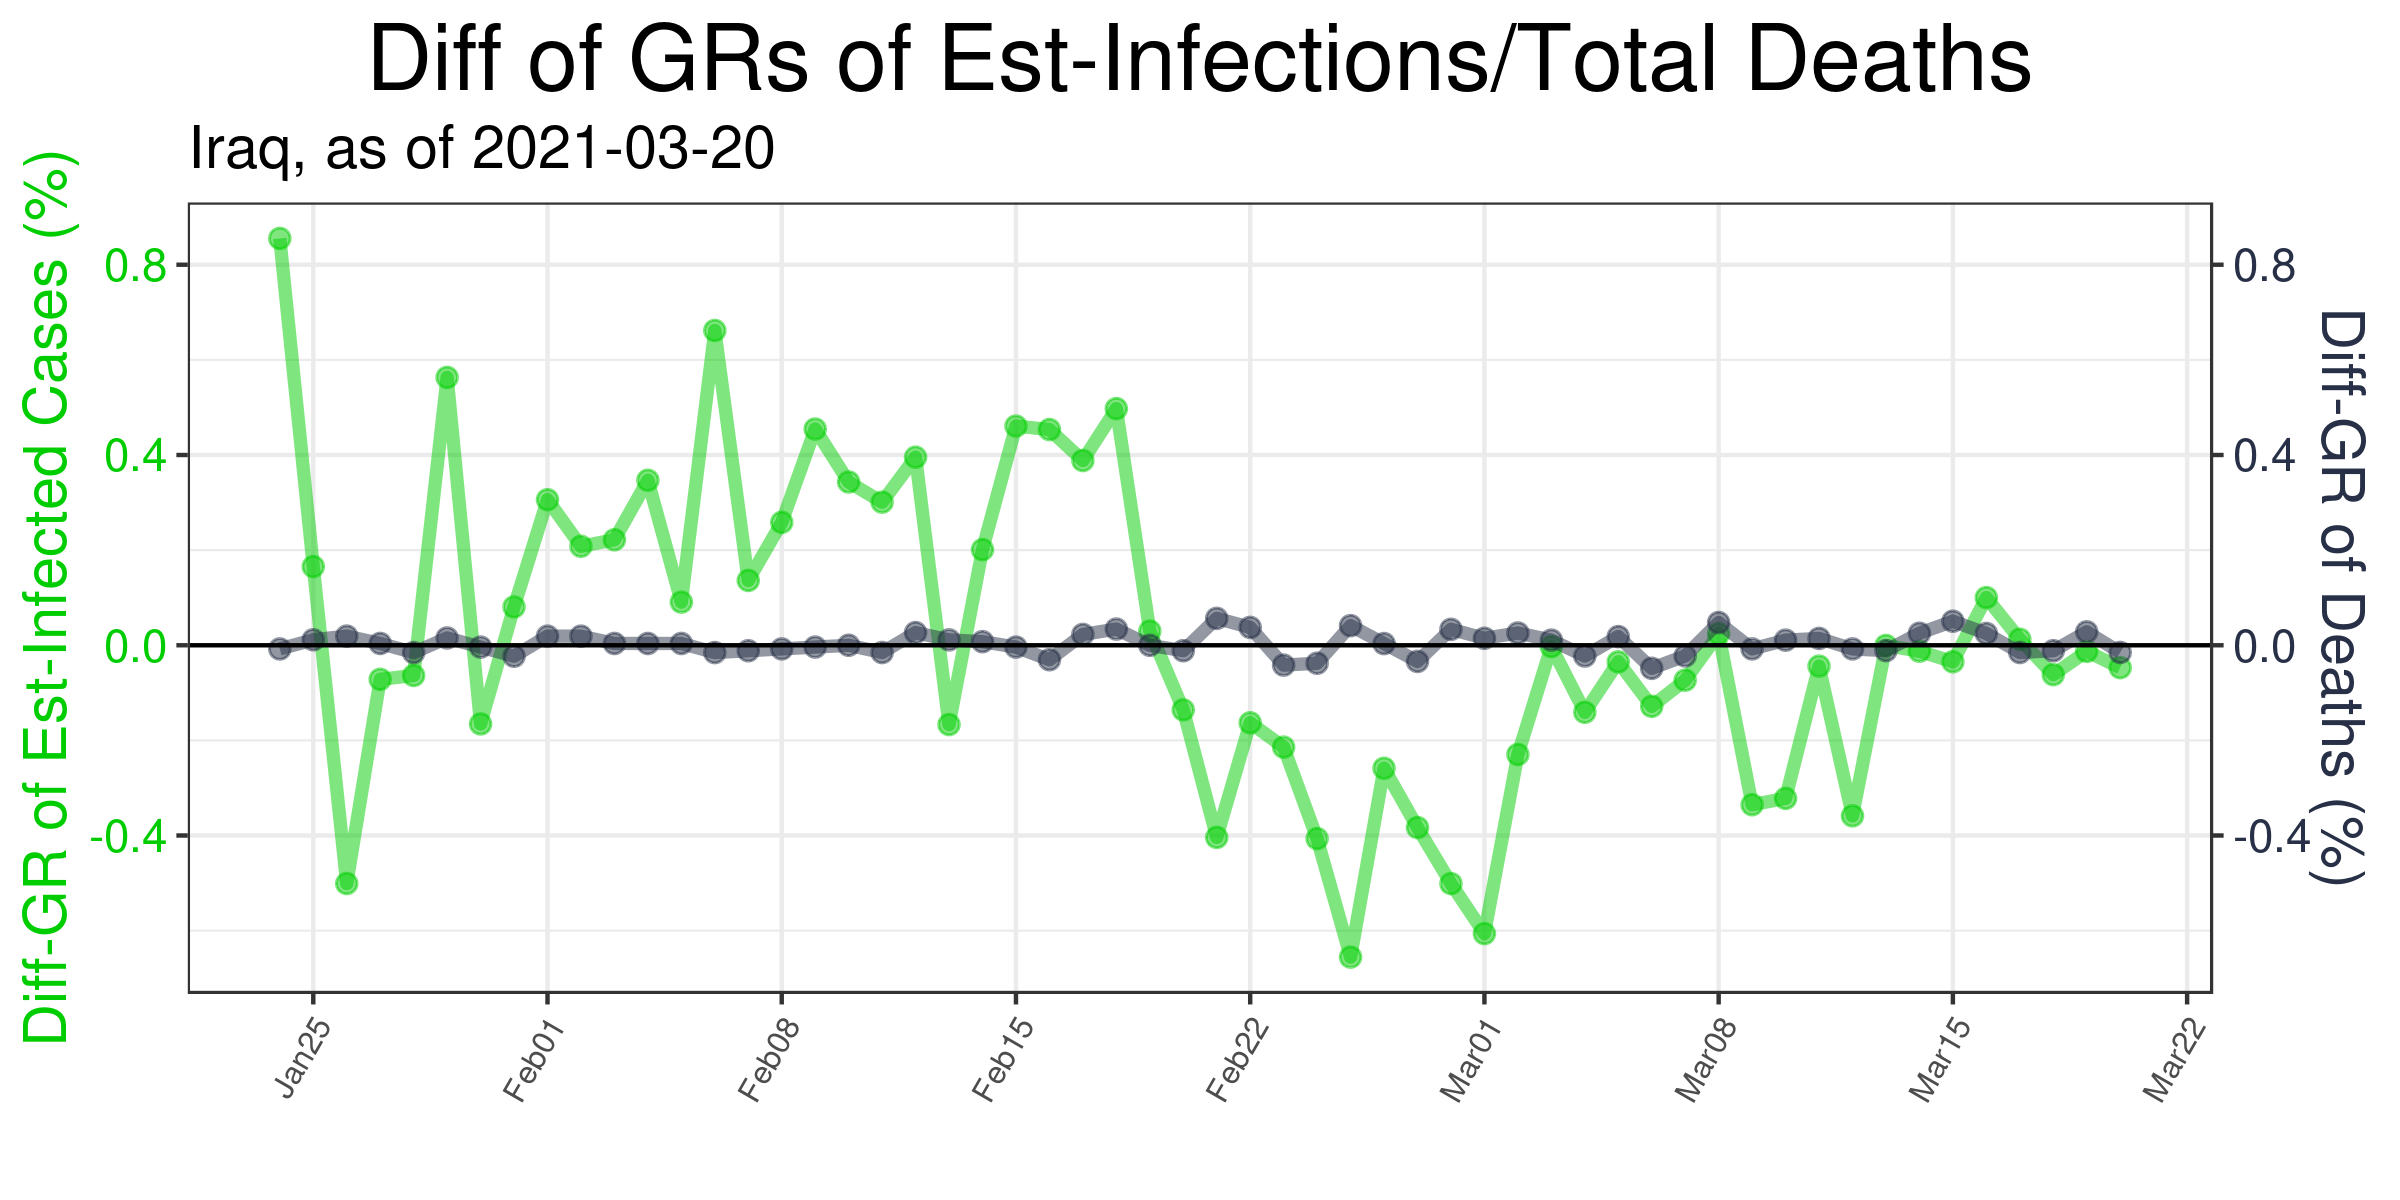 Diff of GRs of Est-Infections/Total Deaths
Iraq, as of 2021-03-20
Diff-GR of Est-Infected Cases (%)
0.8
0.4
0.0
-0.4
0.8
0.4
0.0
-0.4
Diff-GR of Deaths (%)
Jan25
Feb01
Feb08
Feb15
Feb22
Mar01
Mar08
Mar15
Mar22